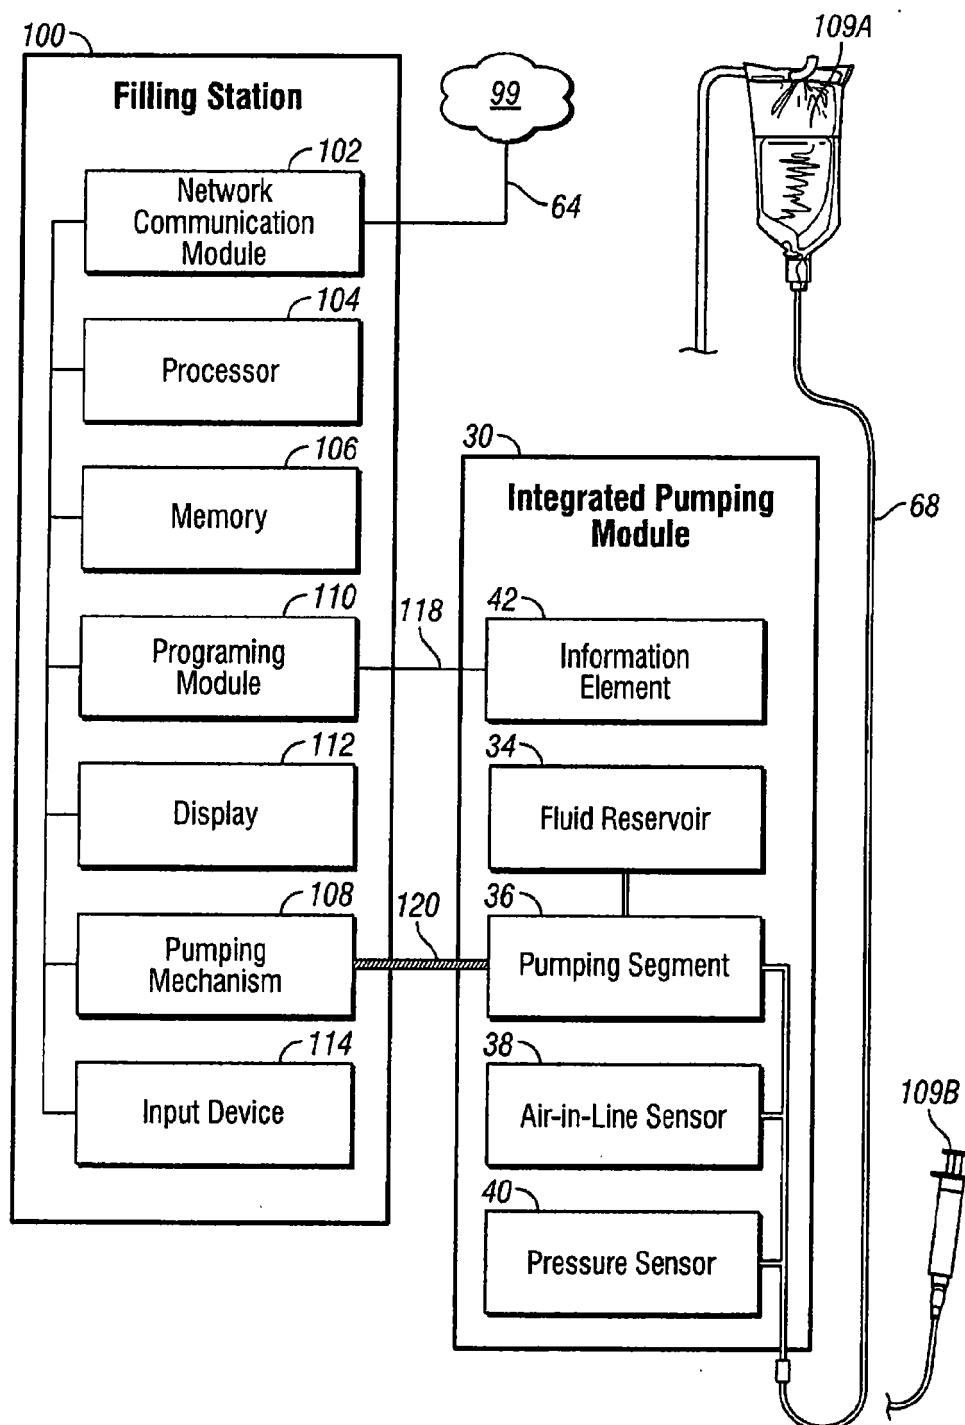 100
Filling Station
102
Network
Communication
Module
104
Processor
106
Memory
110
Programing
Module
112
Display
108
Pumping
Mechanism
114
Input Device
99
64
118
120
30
Integrated Pumping
Module
42
Information
Element
34
Fluid Reservoir
36
Pumping Segment
38
Air-in-Line Sensor
40
Pressure Sensor
109A
68
109B